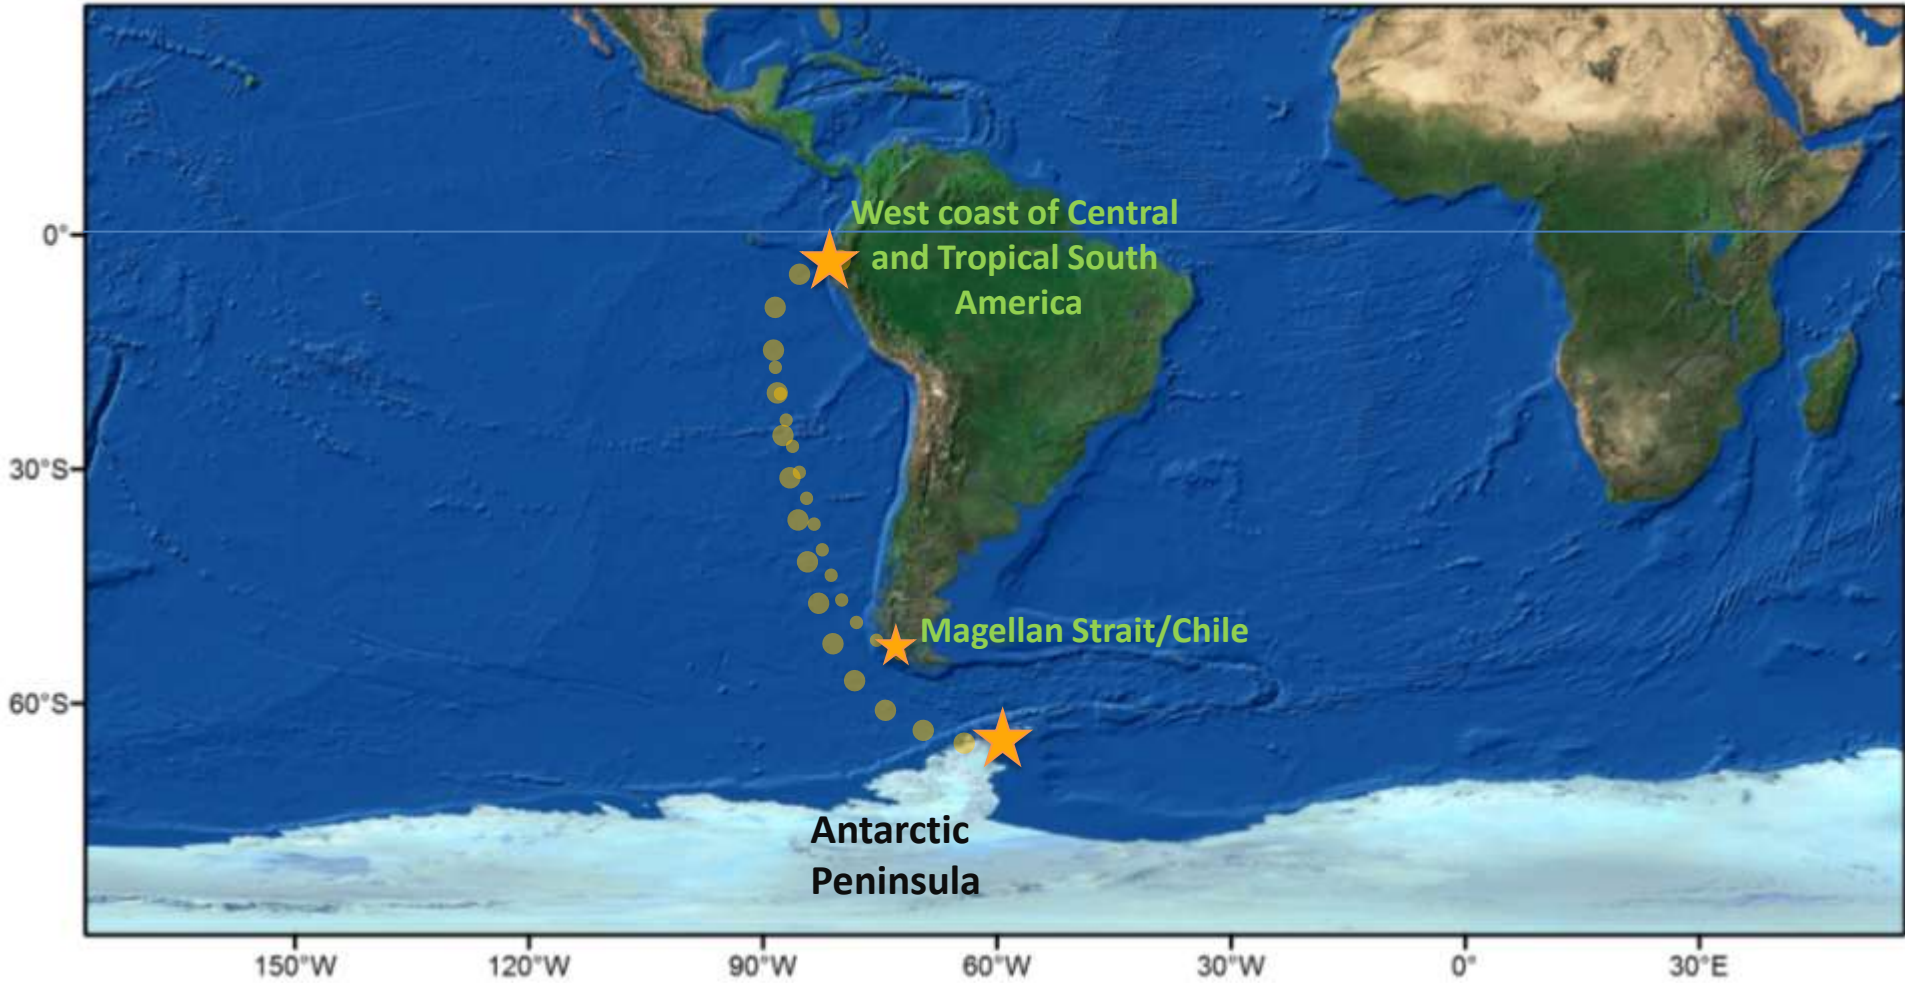 West coast of Central
and Tropical South
America
Magellan Strait/Chile
Antarctic
Peninsula
0°
30°S
60°S
150°W
120°W
90°W
60°W
30°W
0°
30°E